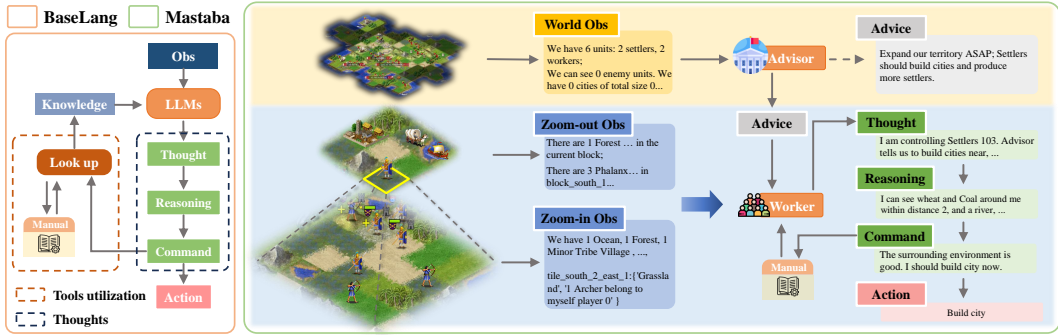 BaseLang
Mastaba
Obs
Knowledge
LLMs
Look up
Thought
Reasoning
Manual
Command
Action
Tools utilization
Thoughts
World Obs
We have 6 units: 2 settlers, 2
workers;
We can see 0 enemy units. We
have 0 cities of total size 0...
Advisor
Advice
Expand our territory ASAP; Settlers
should build cities and produce
more settlers.
Zoom-out Obs
There are 1 Forest … in the
current block;
There are 3 Phalanx… in
block_south_1...
Zoom-in Obs
We have 1 Ocean, 1 Forest, 1
Minor Tribe Village , ...,
tile_south_2_east_1:{'Grassla
nd', '1 Archer belong to
myself player 0' }
Advice
Worker
Manual
Thought
I am controlling Settlers 103. Advisor
tells us to build cities near, ...
Reasoning
I can see wheat and Coal around me
within distance 2, and a river, ...
Command
The surrounding environment is
good. I should build city now.
Action
Build city